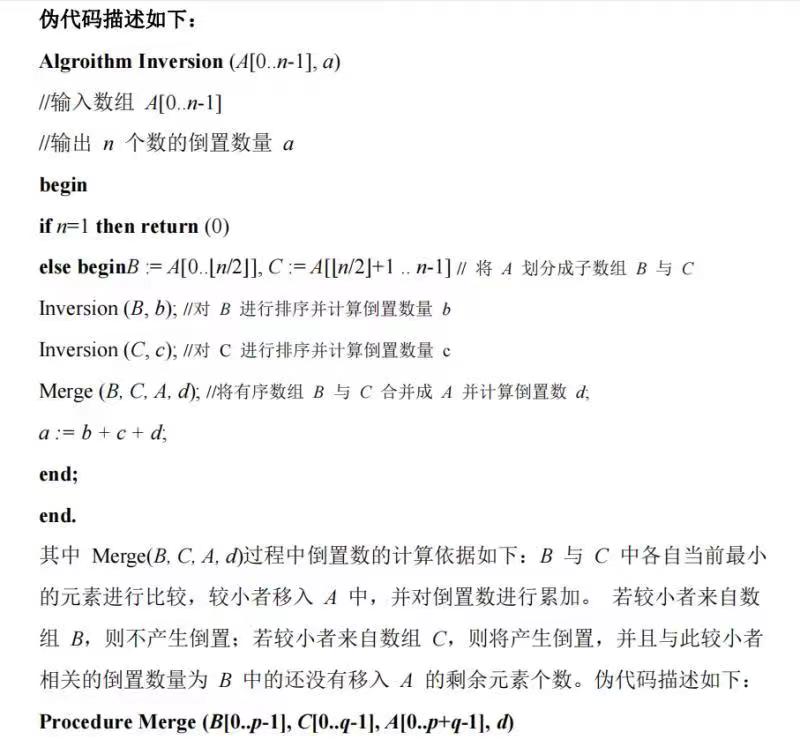 伪代码描述如下：
Algroithm Inversion (A[0..n-1], a)
//输入数组 A[0..n-1]
//输出 n 个数的倒置数量 a
begin
if n=1 then return (0)
else beginB := A[0..⌊n/2⌋], C := A[⌊n/2⌋+1 .. n-1] // 将 A 划分成子数组 B 与 C
Inversion (B, b); //对 B 进行排序并计算倒置数量 b
Inversion (C, c); //对 C 进行排序并计算倒置数量 c
Merge (B, C, A, d); //将有序数组 B 与 C 合并成 A 并计算倒置数 d;
a := b + c + d;
end;
end.
其中 Merge(B, C, A, d)过程中倒置数的计算依据如下：B 与 C 中各自当前最小
的元素进行比较，较小者移入 A 中，并对倒置数进行累加。 若较小者来自数
组 B，则不产生倒置；若较小者来自数组 C，则将产生倒置，并且与此较小者
相关的倒置数量为 B 中的还没有移入 A 的剩余元素个数。伪代码描述如下：
Procedure Merge (B[0..p-1], C[0..q-1], A[0..p+q-1], d)